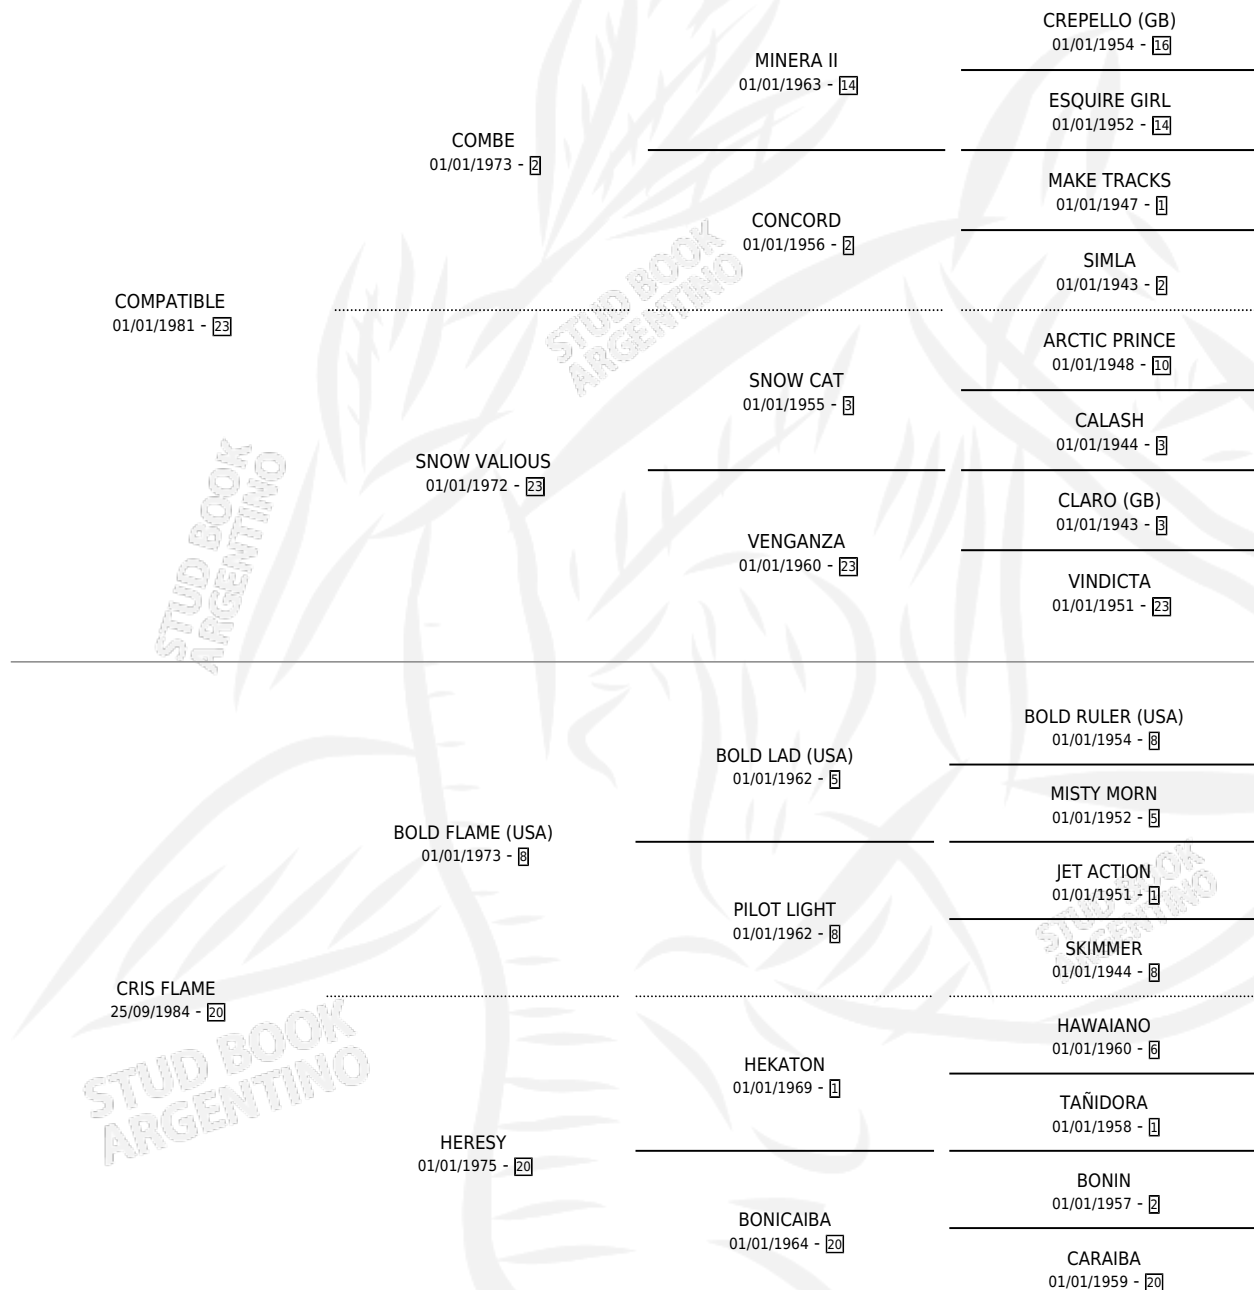 CREPELLO (GB)
01/01/1954 - 16
MINERA II
01/01/1963 - 14
ESQUIRE GIRL
01/01/1952 - 14
COMBE
01/01/1973 - 2
MAKE TRACKS
01/01/1947 - 1
CONCORD
01/01/1956 - 2
SIMLA
01/01/1943 - 2
COMPATIBLE
01/01/1981 - 23
ARCTIC PRINCE
01/01/1948 - 10
SNOW CAT
01/01/1955 - 3
CALASH
01/01/1944 - 3
SNOW VALIOUS
01/01/1972 - 23
CLARO (GB)
01/01/1943 - 3
VENGANZA
01/01/1960 - 23
VINDICTA
01/01/1951 - 23
BOLD RULER (USA)
01/01/1954 - 8
BOLD LAD (USA)
01/01/1962 - 5
MISTY MORN
01/01/1952 - 5
BOLD FLAME (USA)
01/01/1973 - 8
JET ACTION
01/01/1951 - 1
PILOT LIGHT
01/01/1962 - 8
SKIMMER
01/01/1944 - 8
CRIS FLAME
25/09/1984 - 20
HAWAIANO
01/01/1960 - 6
HEKATON
01/01/1969 - 1
TAÑIDORA
01/01/1958 - 1
HERESY
01/01/1975 - 20
BONIN
01/01/1957 - 2
BONICAIBA
01/01/1964 - 20
CARAIBA
01/01/1959 - 20
STUD BOOK
ARGENTINO
STUD BOOK
ARGENTINO
STUD BOOK
ARGENTINO
STUD BOOK
ARGENTINO